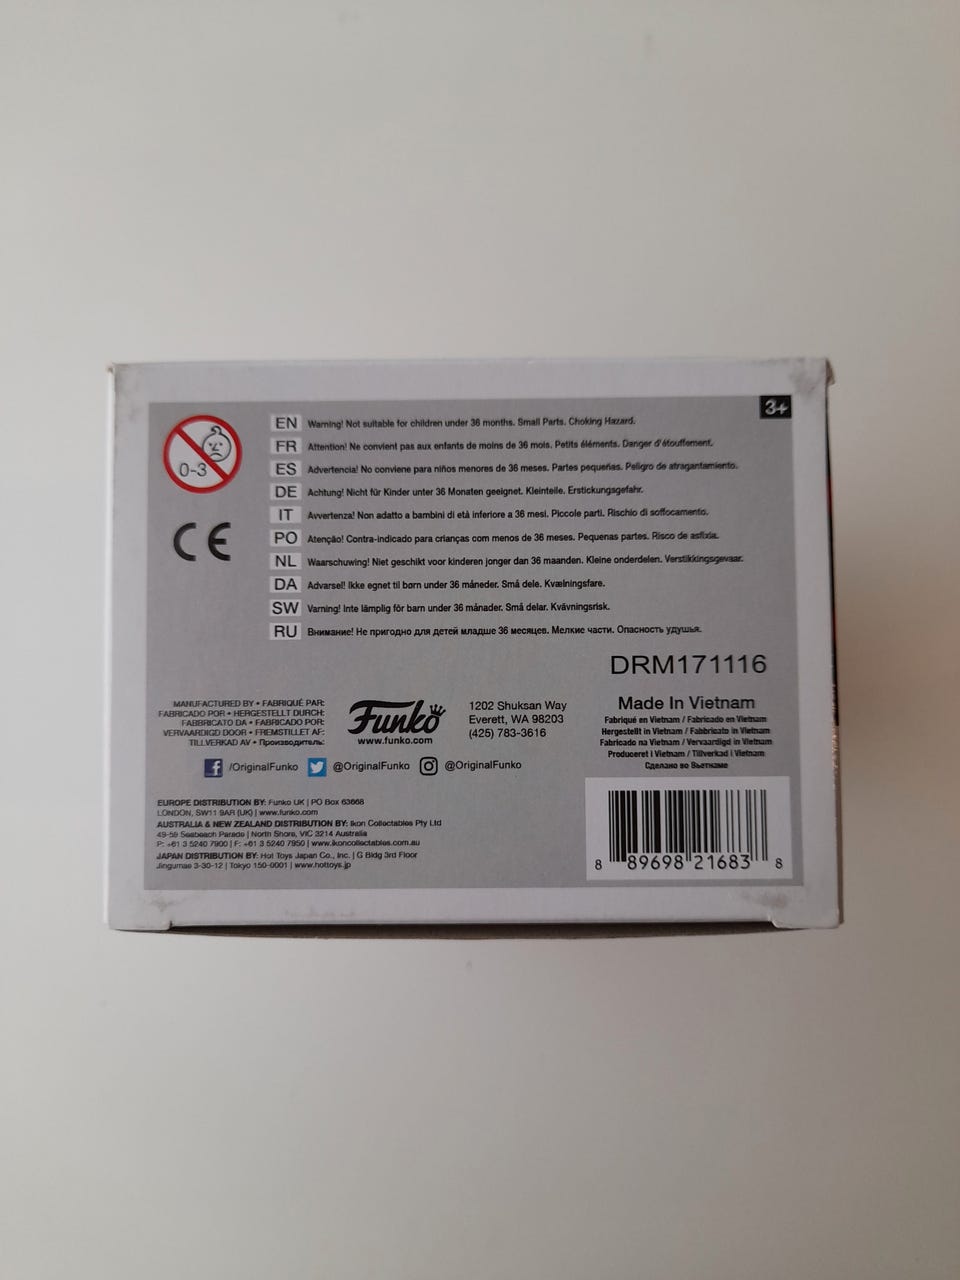 3+
0-3
CE
EN Warning! Not suitable for children under 36 months. Small Parts. Choking Hazard.
FR Attention! Ne convient pas aux enfants de moins de 36 mois. Petits éléments. Danger d'étouffement.
ES Advertencia! No conviene para niños menores de 36 meses. Partes pequeñas. Peligro de atragantamiento.
DE Achtung! Nicht für Kinder unter 36 Monaten geeignet. Kleinteile. Erstickungsgefahr.
IT Avvertenza! Non adatto a bambini di età inferiore a 36 mesi. Piccole parti. Rischio di soffocamento.
PO Atenção! Contra-indicado para crianças com menos de 36 meses. Pequenas partes. Risco de asfixia.
NL Waarschuwing! Niet geschikt voor kinderen jonger dan 36 maanden. Kleine onderdelen. Verstikkingsgevaar.
DA Advarsel! Ikke egnet til børn under 36 måneder. Små dele. Kvælningsfare.
SW Varning! Inte lämplig för barn under 36 månader. Små delar. Kvävningsrisk.
RU Внимание! Не пригодно для детей младше 36 месяцев. Мелкие части. Опасность удушья.
DRM171116
MANUFACTURED BY • FABRIQUÉ PAR:
FABRICADO POR • HERGESTELLT DURCH:
FABBRICATO DA • FABRICADO POR:
VERVAARDIGD DOOR • FREMSTILLET AF:
TILLVERKAD AV • Производитель:
Funko
www.funko.com
1202 Shuksan Way
Everett, WA 98203
(425) 783-3616
/OriginalFunko @OriginalFunko @OriginalFunko
Made In Vietnam
Fabriqué en Vietnam / Fabricado en Vietnam
Hergestellt in Vietnam / Fabbricato in Vietnam
Fabricado na Vietnam / Vervaardigd in Vietnam
Produceret i Vietnam / Tillverkad i Vietnam
Сделано во Вьетнаме
EUROPE DISTRIBUTION BY: Funko UK | PO Box 63668
LONDON, SW11 9AR (UK) | www.funko.com
AUSTRALIA & NEW ZEALAND DISTRIBUTION BY: Ikon Collectables Pty Ltd
49-59 Seabeach Parade | North Shore, VIC 3214 Australia
P: +61 3 5240 7900 | F: +61 3 5240 7950 | www.ikoncollectables.com.au
JAPAN DISTRIBUTION BY: Hot Toys Japan Co., Inc. | G Bldg 3rd Floor
Jingumae 3-30-12 | Tokyo 150-0001 | www.hottoys.jp
8 89698 21683 8